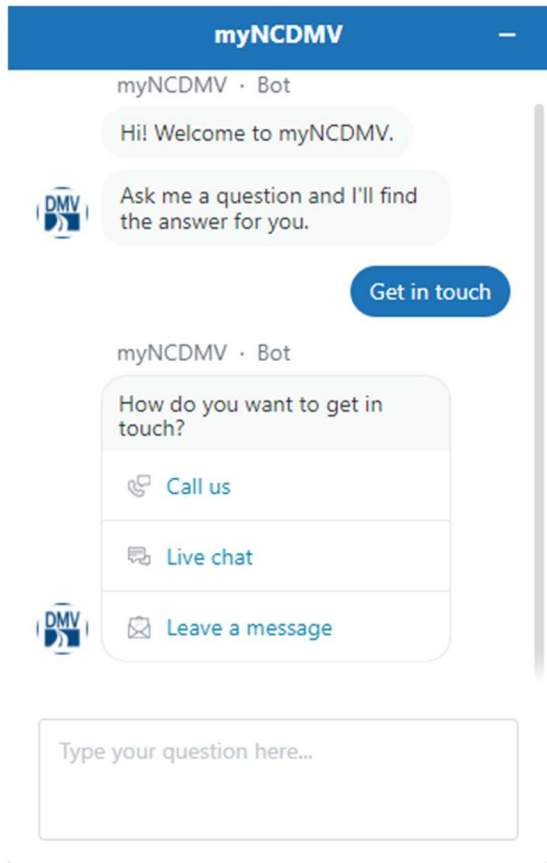 myNCDMV
myNCDMV · Bot
Hi! Welcome to myNCDMV.
Ask me a question and I'll find
the answer for you.
DMV
Get in touch
myNCDMV · Bot
How do you want to get in
touch?
Call us
Live chat
Leave a message
DMV
Type your question here...